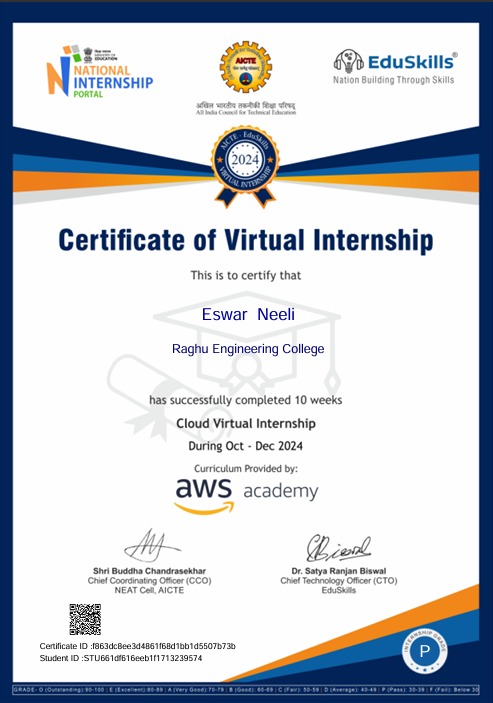 शिक्षा मंत्रालय
MINISTRY OF
EDUCATION
NATIONAL
INTERNSHIP
PORTAL
AICTE
अखिल भारतीय तकनीकी शिक्षा परिषद्
All India Council for Technical Education
EduSkills®
Nation Building Through Skills
AICTE - EduSkills
2024
VIRTUAL INTERNSHIP
Certificate of Virtual Internship
This is to certify that
Eswar Neeli
Raghu Engineering College
has successfully completed 10 weeks
Cloud Virtual Internship
During Oct - Dec 2024
Curriculum Provided by:
aws academy
Shri Buddha Chandrasekhar
Chief Coordinating Officer (CCO)
NEAT Cell, AICTE
Dr. Satya Ranjan Biswal
Chief Technology Officer (CTO)
EduSkills
Certificate ID :f863dc8ee3d4861f68d1bb1d5507b73b
Student ID :STU661df616eeb1f1713239574
INTERNSHIP GRADE
P
GRADE- O (Outstanding):90-100 | E (Excellent):80-89 | A (Very Good):70-79 | B (Good): 60-69 | C (Fair): 50-59 | D (Average): 40-49 | P (Pass): 30-39 | F (Fail): Below 30